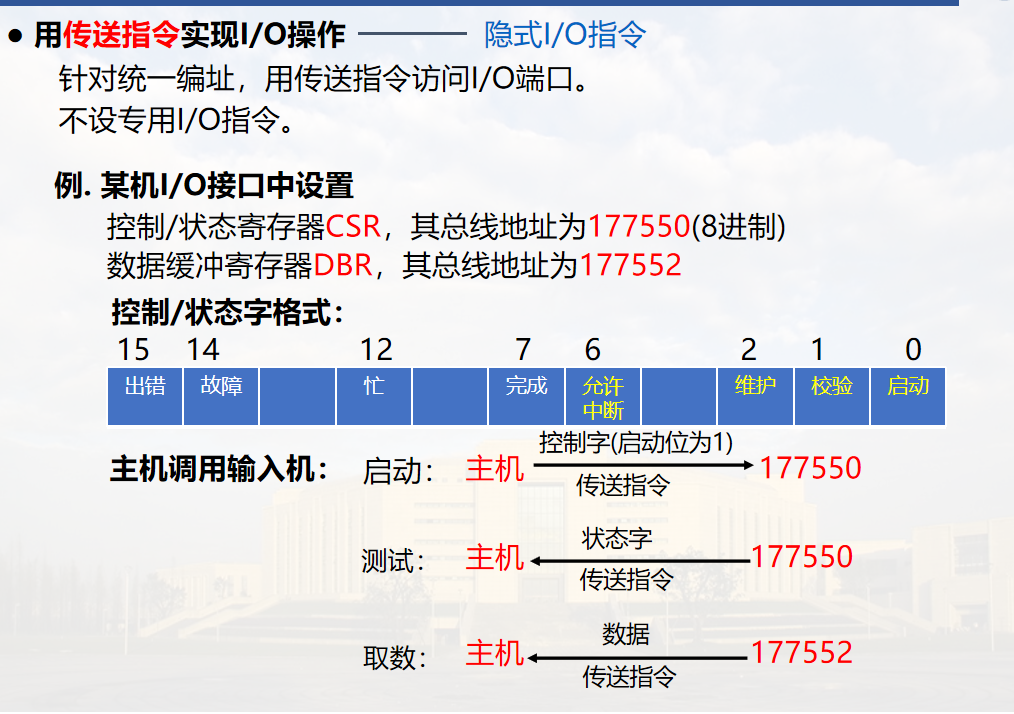 ● 用传送指令实现I/O操作 —— 隐式I/O指令
针对统一编址，用传送指令访问I/O端口。
不设专用I/O指令。
例. 某机I/O接口中设置
控制/状态寄存器CSR，其总线地址为177550(8进制)
数据缓冲寄存器DBR，其总线地址为177552
控制/状态字格式：
15 14 12 7 6 2 1 0
出错 故障 忙 完成 允许 维护 校验 启动
中断
控制字(启动位为1)
主机调用输入机： 启动： 主机 177550
传送指令
状态字
测试： 主机 177550
传送指令
数据
取数： 主机 177552
传送指令